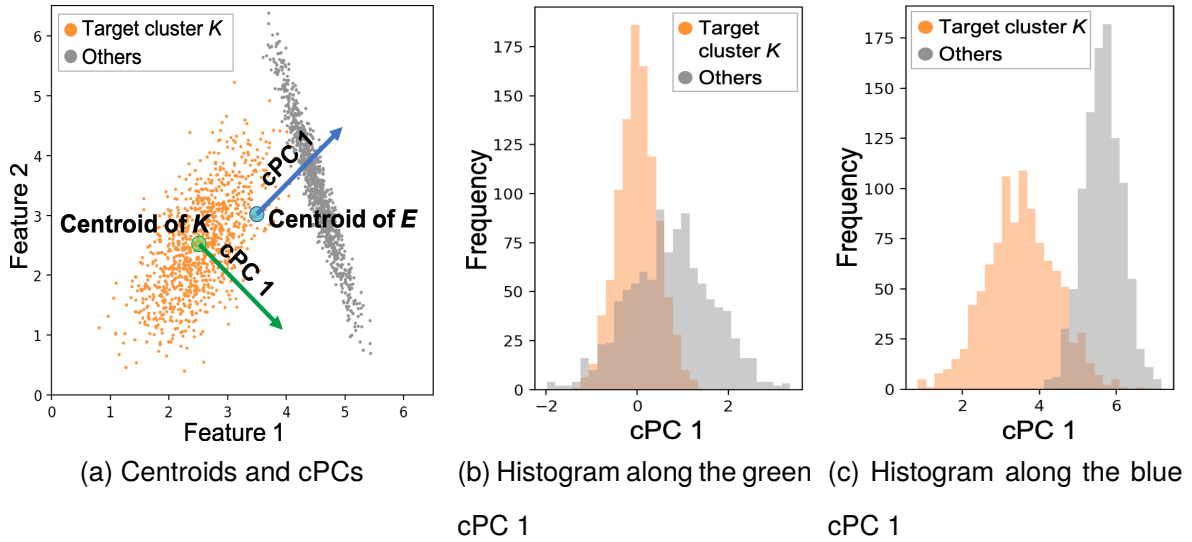 Target cluster K
Others
Feature 2
6
5
4
3
2
1
0
0 1 2 3 4 5 6
Feature 1
cPC 1
Centroid of E
Centroid of K
cPC 1
(a) Centroids and cPCs
Target
cluster K
Others
Frequency
175
150
125
100
75
50
25
0
−2 0 2
cPC 1
(b) Histogram along the green
cPC 1
Target cluster K
Others
Frequency
175
150
125
100
75
50
25
0
2 4 6
cPC 1
(c) Histogram along the blue
cPC 1